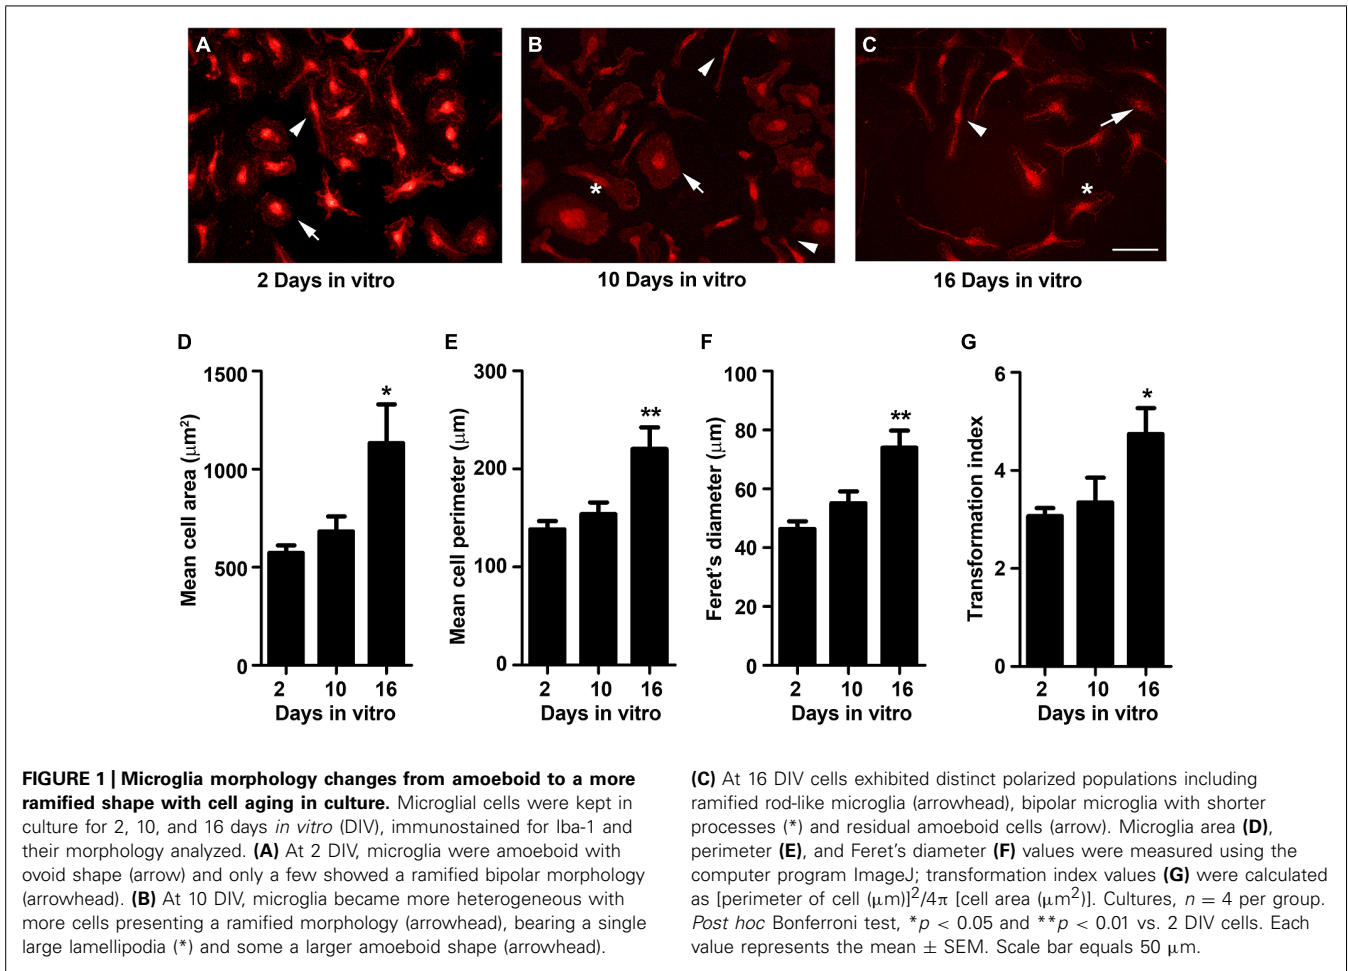 A
B
C
*
*
2 Days in vitro
10 Days in vitro
16 Days in vitro
D
E
F
G
Mean cell area (μm²)
1500
1000
500
0
*
2 10 16
Days in vitro
Mean cell perimeter (μm)
300
200
100
0
**
2 10 16
Days in vitro
Feret's diameter (μm)
100
80
60
40
20
0
**
2 10 16
Days in vitro
Transformation index
6
4
2
0
*
2 10 16
Days in vitro
FIGURE 1 | Microglia morphology changes from amoeboid to a more
ramified shape with cell aging in culture. Microglial cells were kept in
culture for 2, 10, and 16 days in vitro (DIV), immunostained for Iba-1 and
their morphology analyzed. (A) At 2 DIV, microglia were amoeboid with
ovoid shape (arrow) and only a few showed a ramified bipolar morphology
(arrowhead). (B) At 10 DIV, microglia became more heterogeneous with
more cells presenting a ramified morphology (arrowhead), bearing a single
large lamellipodia (*) and some a larger amoeboid shape (arrowhead).
(C) At 16 DIV cells exhibited distinct polarized populations including
ramified rod-like microglia (arrowhead), bipolar microglia with shorter
processes (*) and residual amoeboid cells (arrow). Microglia area (D),
perimeter (E), and Feret's diameter (F) values were measured using the
computer program ImageJ; transformation index values (G) were calculated
as [perimeter of cell (μm)]²/4π [cell area (μm²)]. Cultures, n = 4 per group.
Post hoc Bonferroni test, *p < 0.05 and **p < 0.01 vs. 2 DIV cells. Each
value represents the mean ± SEM. Scale bar equals 50 μm.